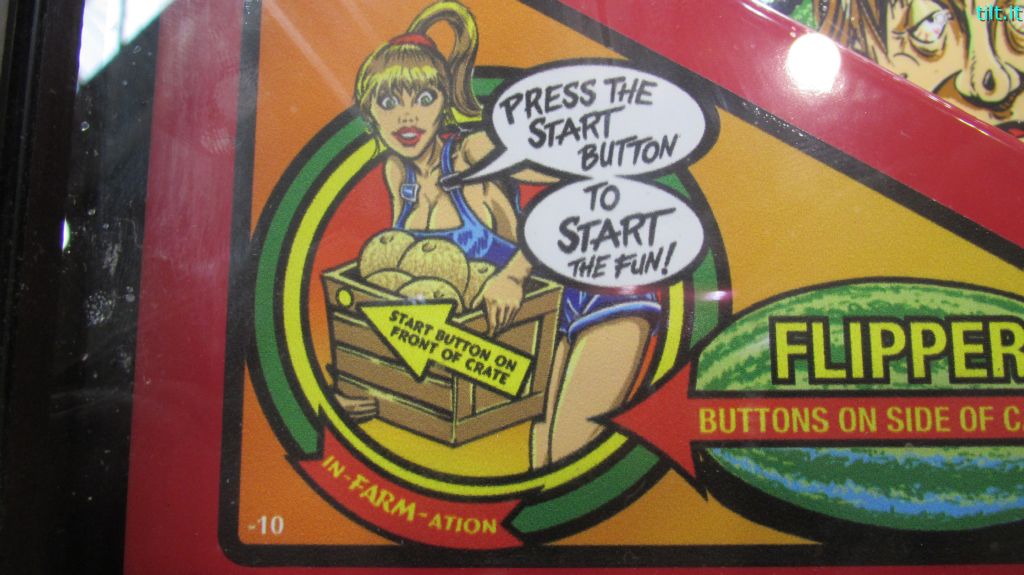 tilt.it
PRESS THE
START
BUTTON
TO
START
THE FUN!
START BUTTON ON
FRONT OF CRATE
FLIPPER
BUTTONS ON SIDE OF
IN-FARM-ATION
-10